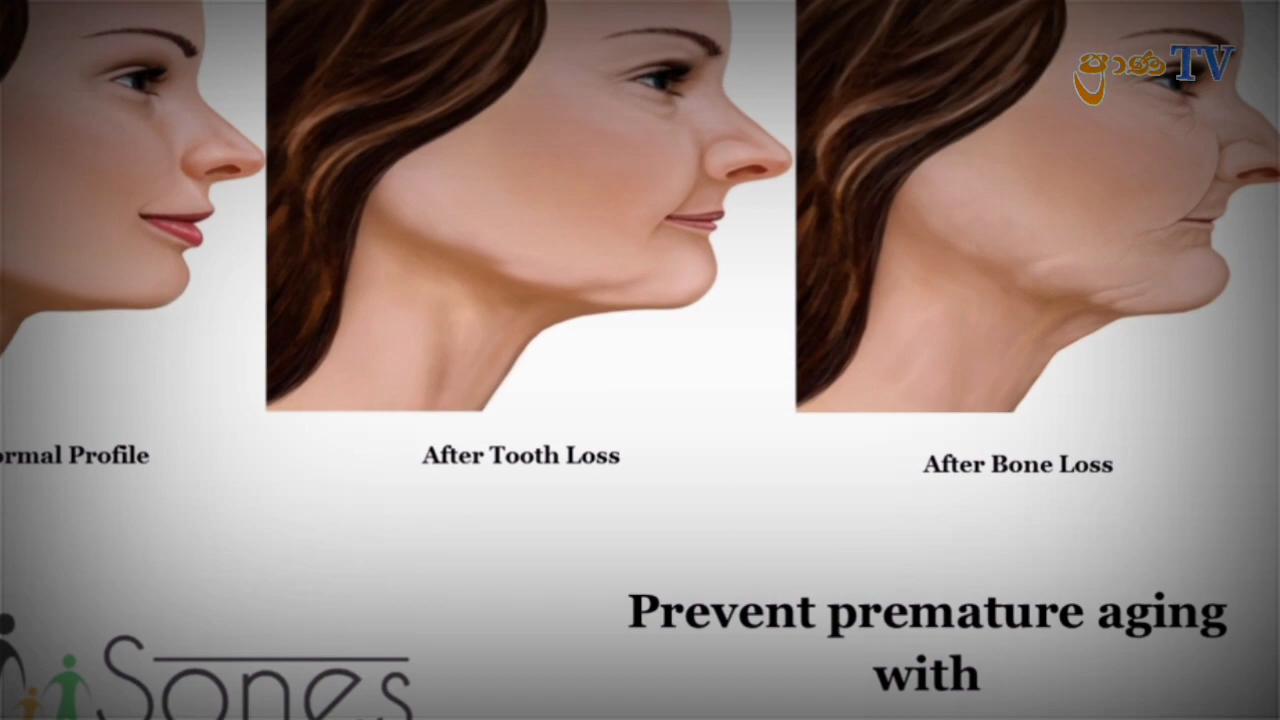 ප්‍රාණ TV
ormal Profile
After Tooth Loss
After Bone Loss
Prevent premature aging
with
Sones